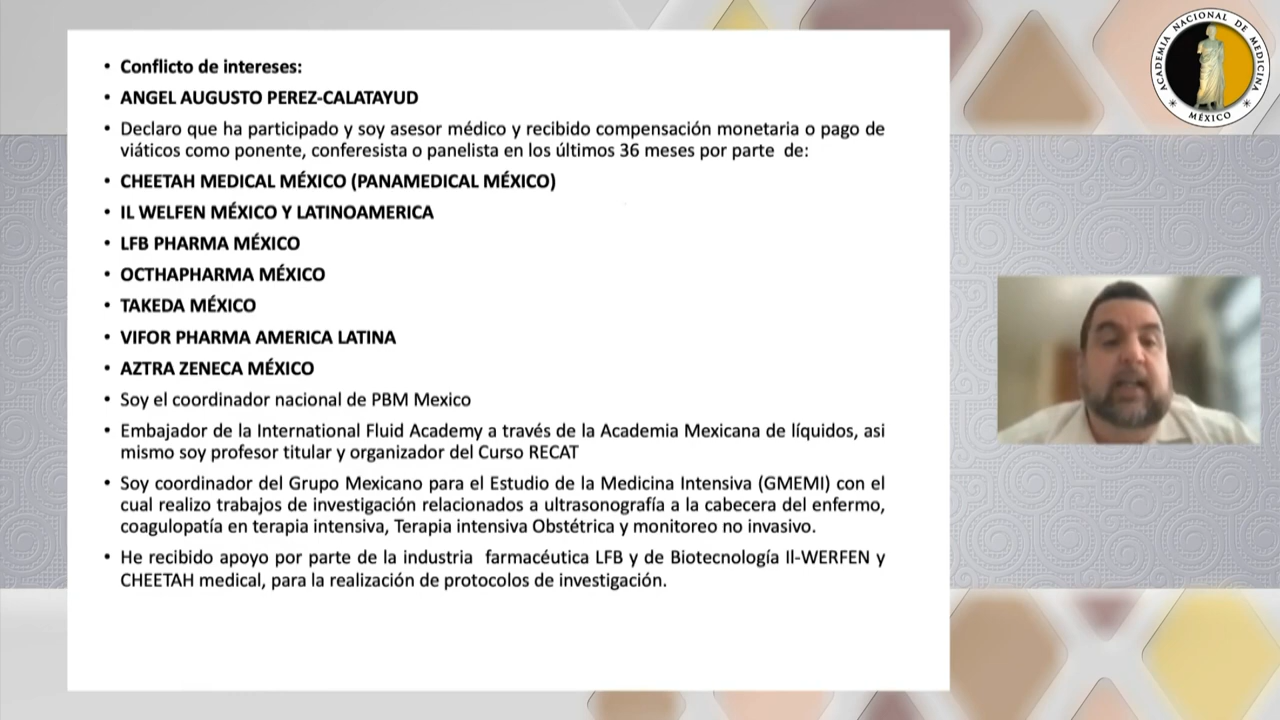 • Conflicto de intereses:
• ANGEL AUGUSTO PEREZ-CALATAYUD
• Declaro que ha participado y soy asesor médico y recibido compensación monetaria o pago de
viáticos como ponente, conferesista o panelista en los últimos 36 meses por parte de:
• CHEETAH MEDICAL MÉXICO (PANAMEDICAL MÉXICO)
• IL WELFEN MÉXICO Y LATINOAMERICA
• LFB PHARMA MÉXICO
• OCTHAPHARMA MÉXICO
• TAKEDA MÉXICO
• VIFOR PHARMA AMERICA LATINA
• AZTRA ZENECA MÉXICO
• Soy el coordinador nacional de PBM Mexico
• Embajador de la International Fluid Academy a través de la Academia Mexicana de líquidos, asi
mismo soy profesor titular y organizador del Curso RECAT
• Soy coordinador del Grupo Mexicano para el Estudio de la Medicina Intensiva (GMEMI) con el
cual realizo trabajos de investigación relacionados a ultrasonografía a la cabecera del enfermo,
coagulopatía en terapia intensiva, Terapia intensiva Obstétrica y monitoreo no invasivo.
• He recibido apoyo por parte de la industria farmacéutica LFB y de Biotecnología Il-WERFEN y
CHEETAH medical, para la realización de protocolos de investigación.
ACADEMIA NACIONAL DE MEDICINA
MÉXICO